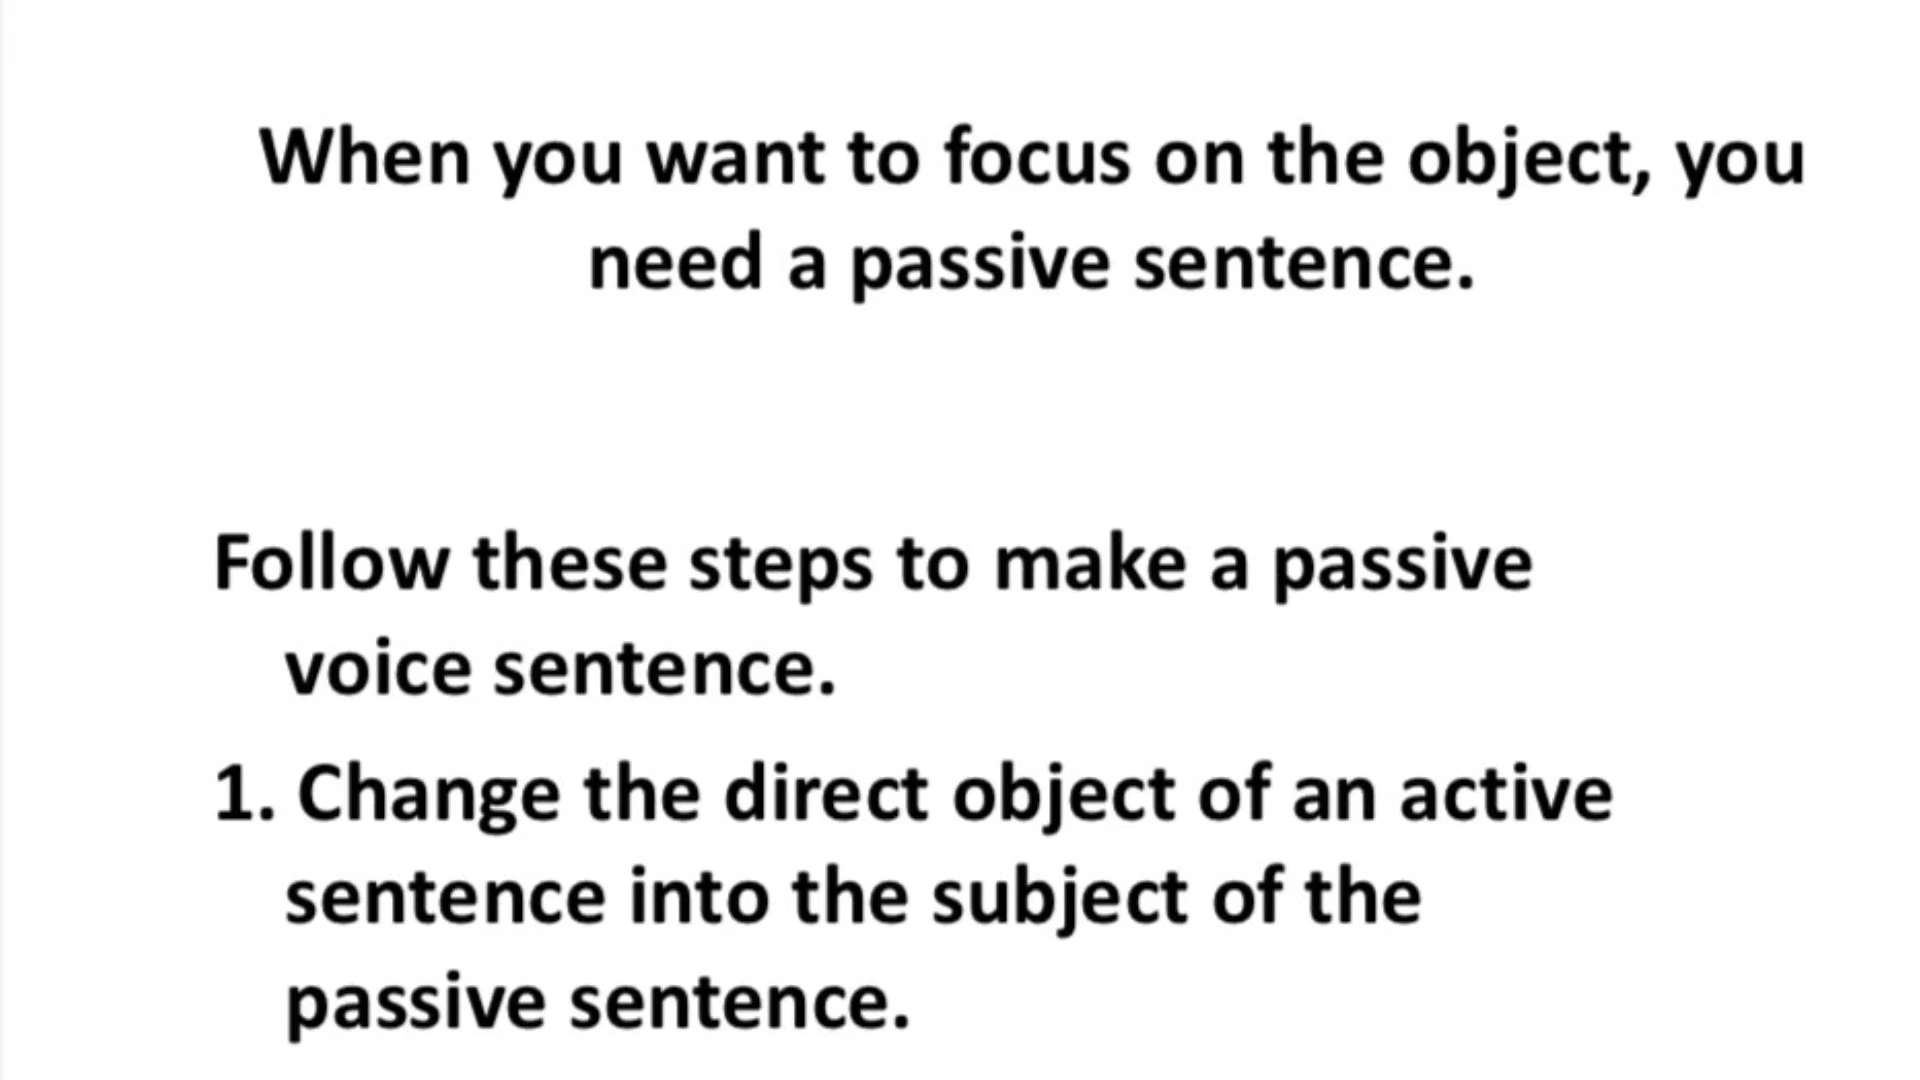 When you want to focus on the object, you
need a passive sentence.
Follow these steps to make a passive
voice sentence.
1. Change the direct object of an active
sentence into the subject of the
passive sentence.